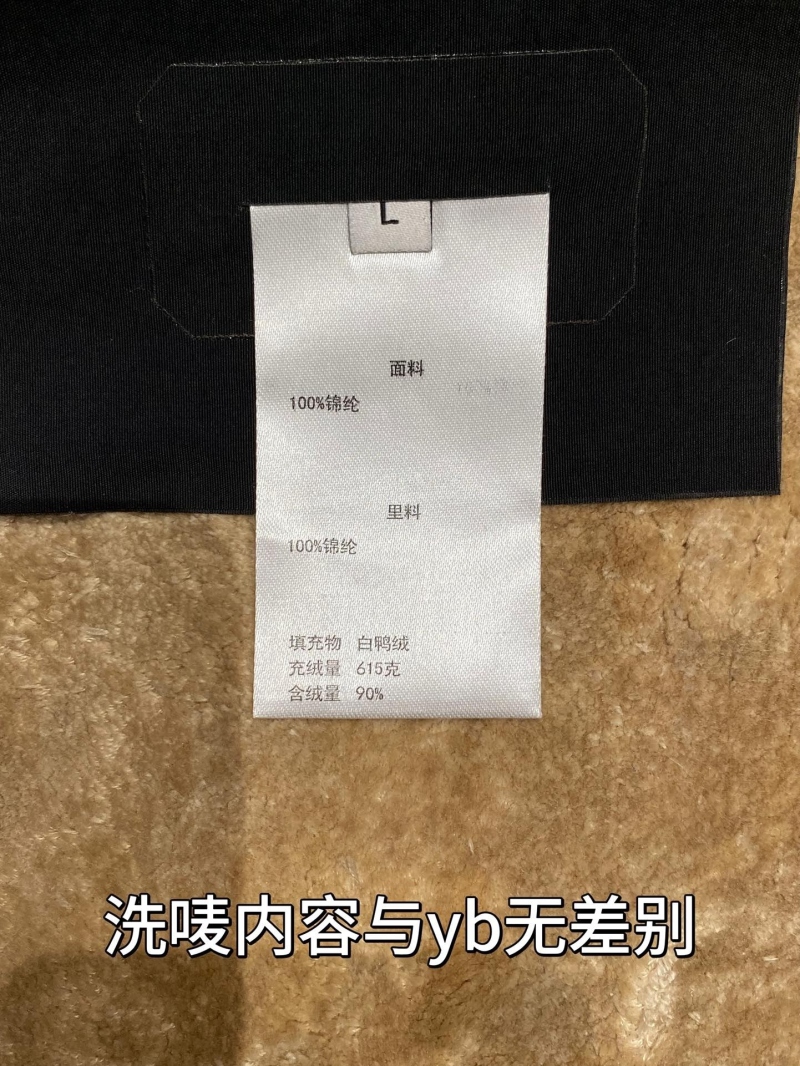 L
面料
100%锦纶
里料
100%锦纶
填充物 白鸭绒
充绒量 615克
含绒量 90%
洗唛内容与yb无差别